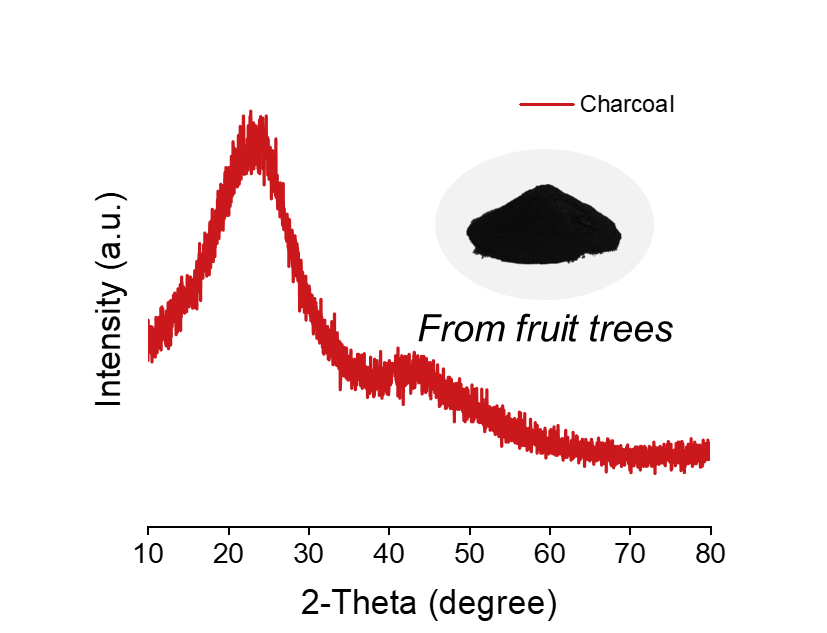 Charcoal
From fruit trees
Intensity (a.u.)
10 20 30 40 50 60 70 80
2-Theta (degree)